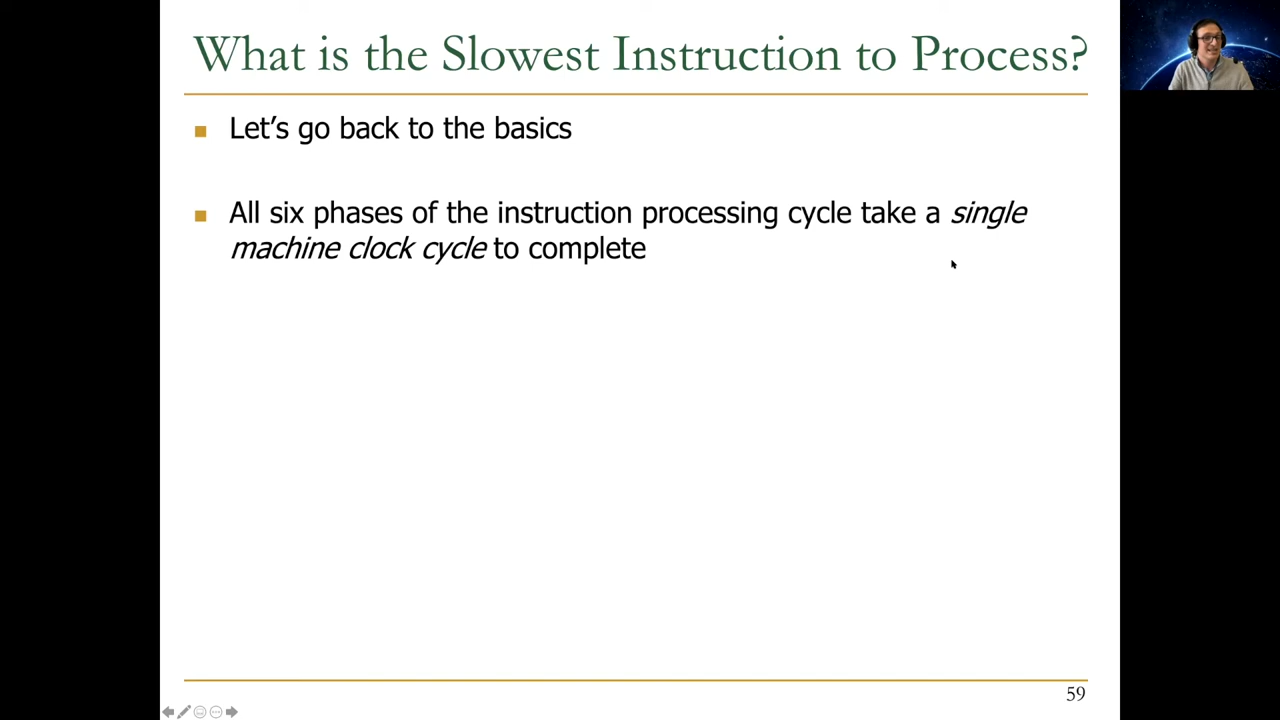 What is the Slowest Instruction to Process?
Let's go back to the basics
All six phases of the instruction processing cycle take a single
machine clock cycle to complete
59